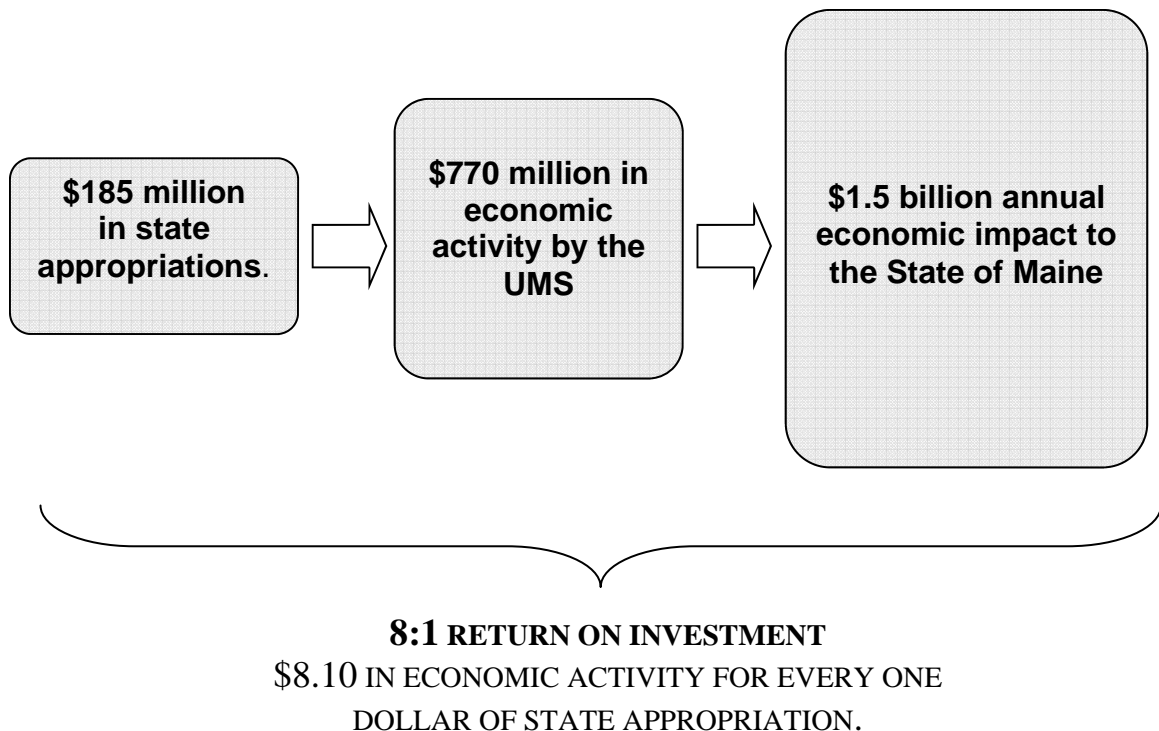 $185 million
in state
appropriations.
$770 million in
economic
activity by the
UMS
$1.5 billion annual
economic impact to
the State of Maine
8:1 RETURN ON INVESTMENT
$8.10 IN ECONOMIC ACTIVITY FOR EVERY ONE
DOLLAR OF STATE APPROPRIATION.